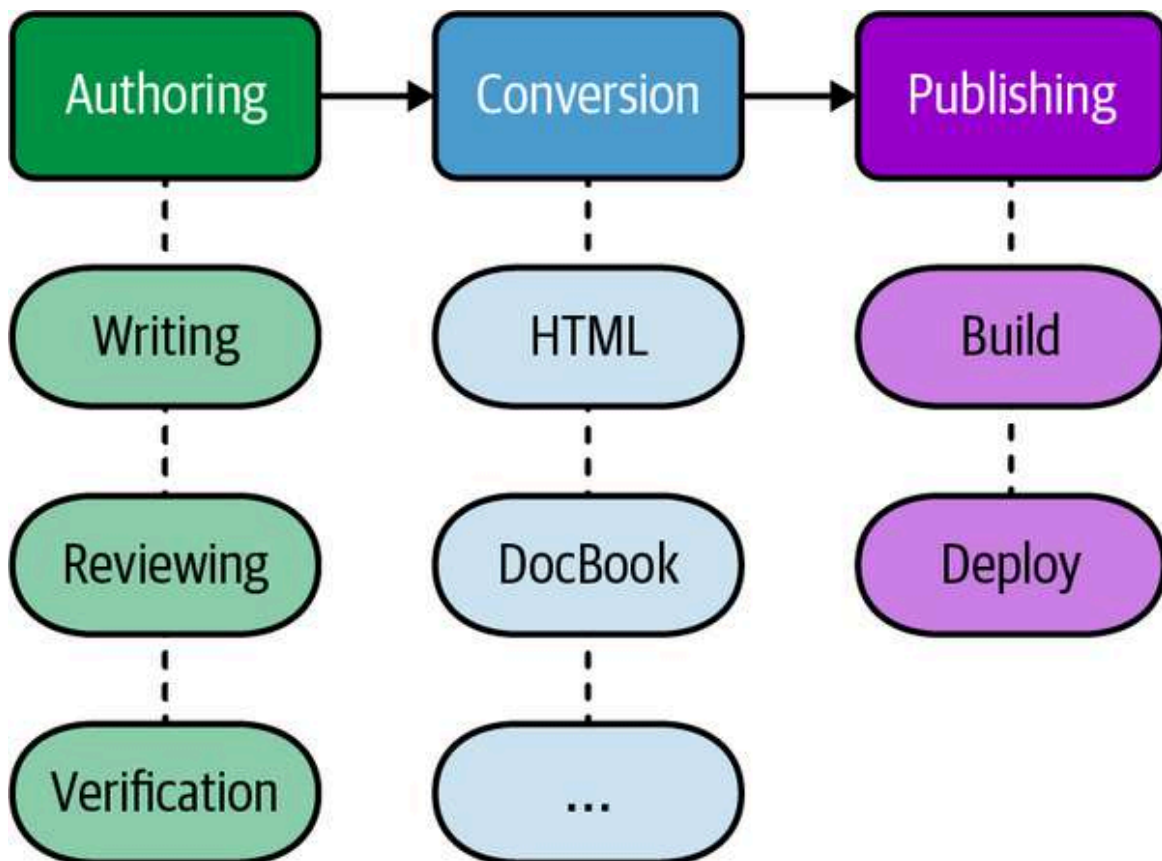 Authoring
Conversion
Publishing
Writing
HTML
Build
Reviewing
DocBook
Deploy
Verification
...